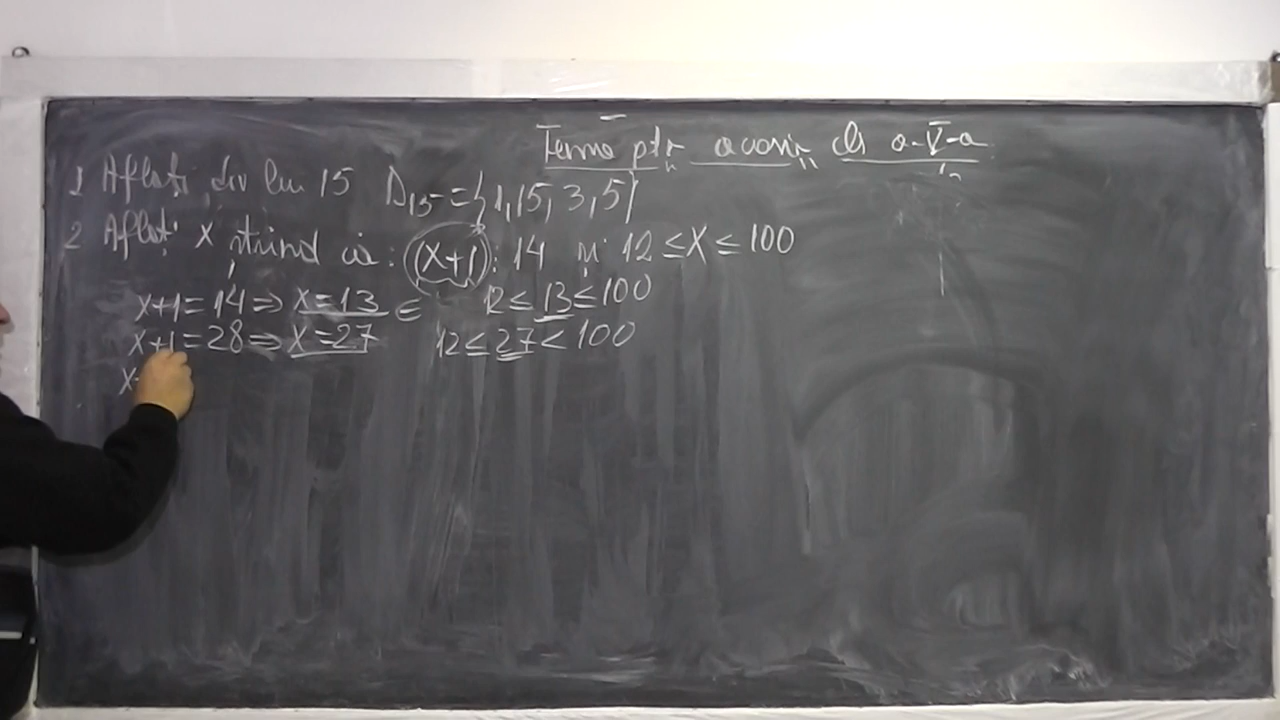 Temă ptr acasă cls a-V-a
1 Aflați div lui 15 D₁₅={1,15,3,5}
2 Aflați x știind că: (x+1)⋮14 și 12≤x≤100
x+1=14⇒x=13 ∈ 12≤13≤100
x+1=28⇒x=27 12≤27<100
x+